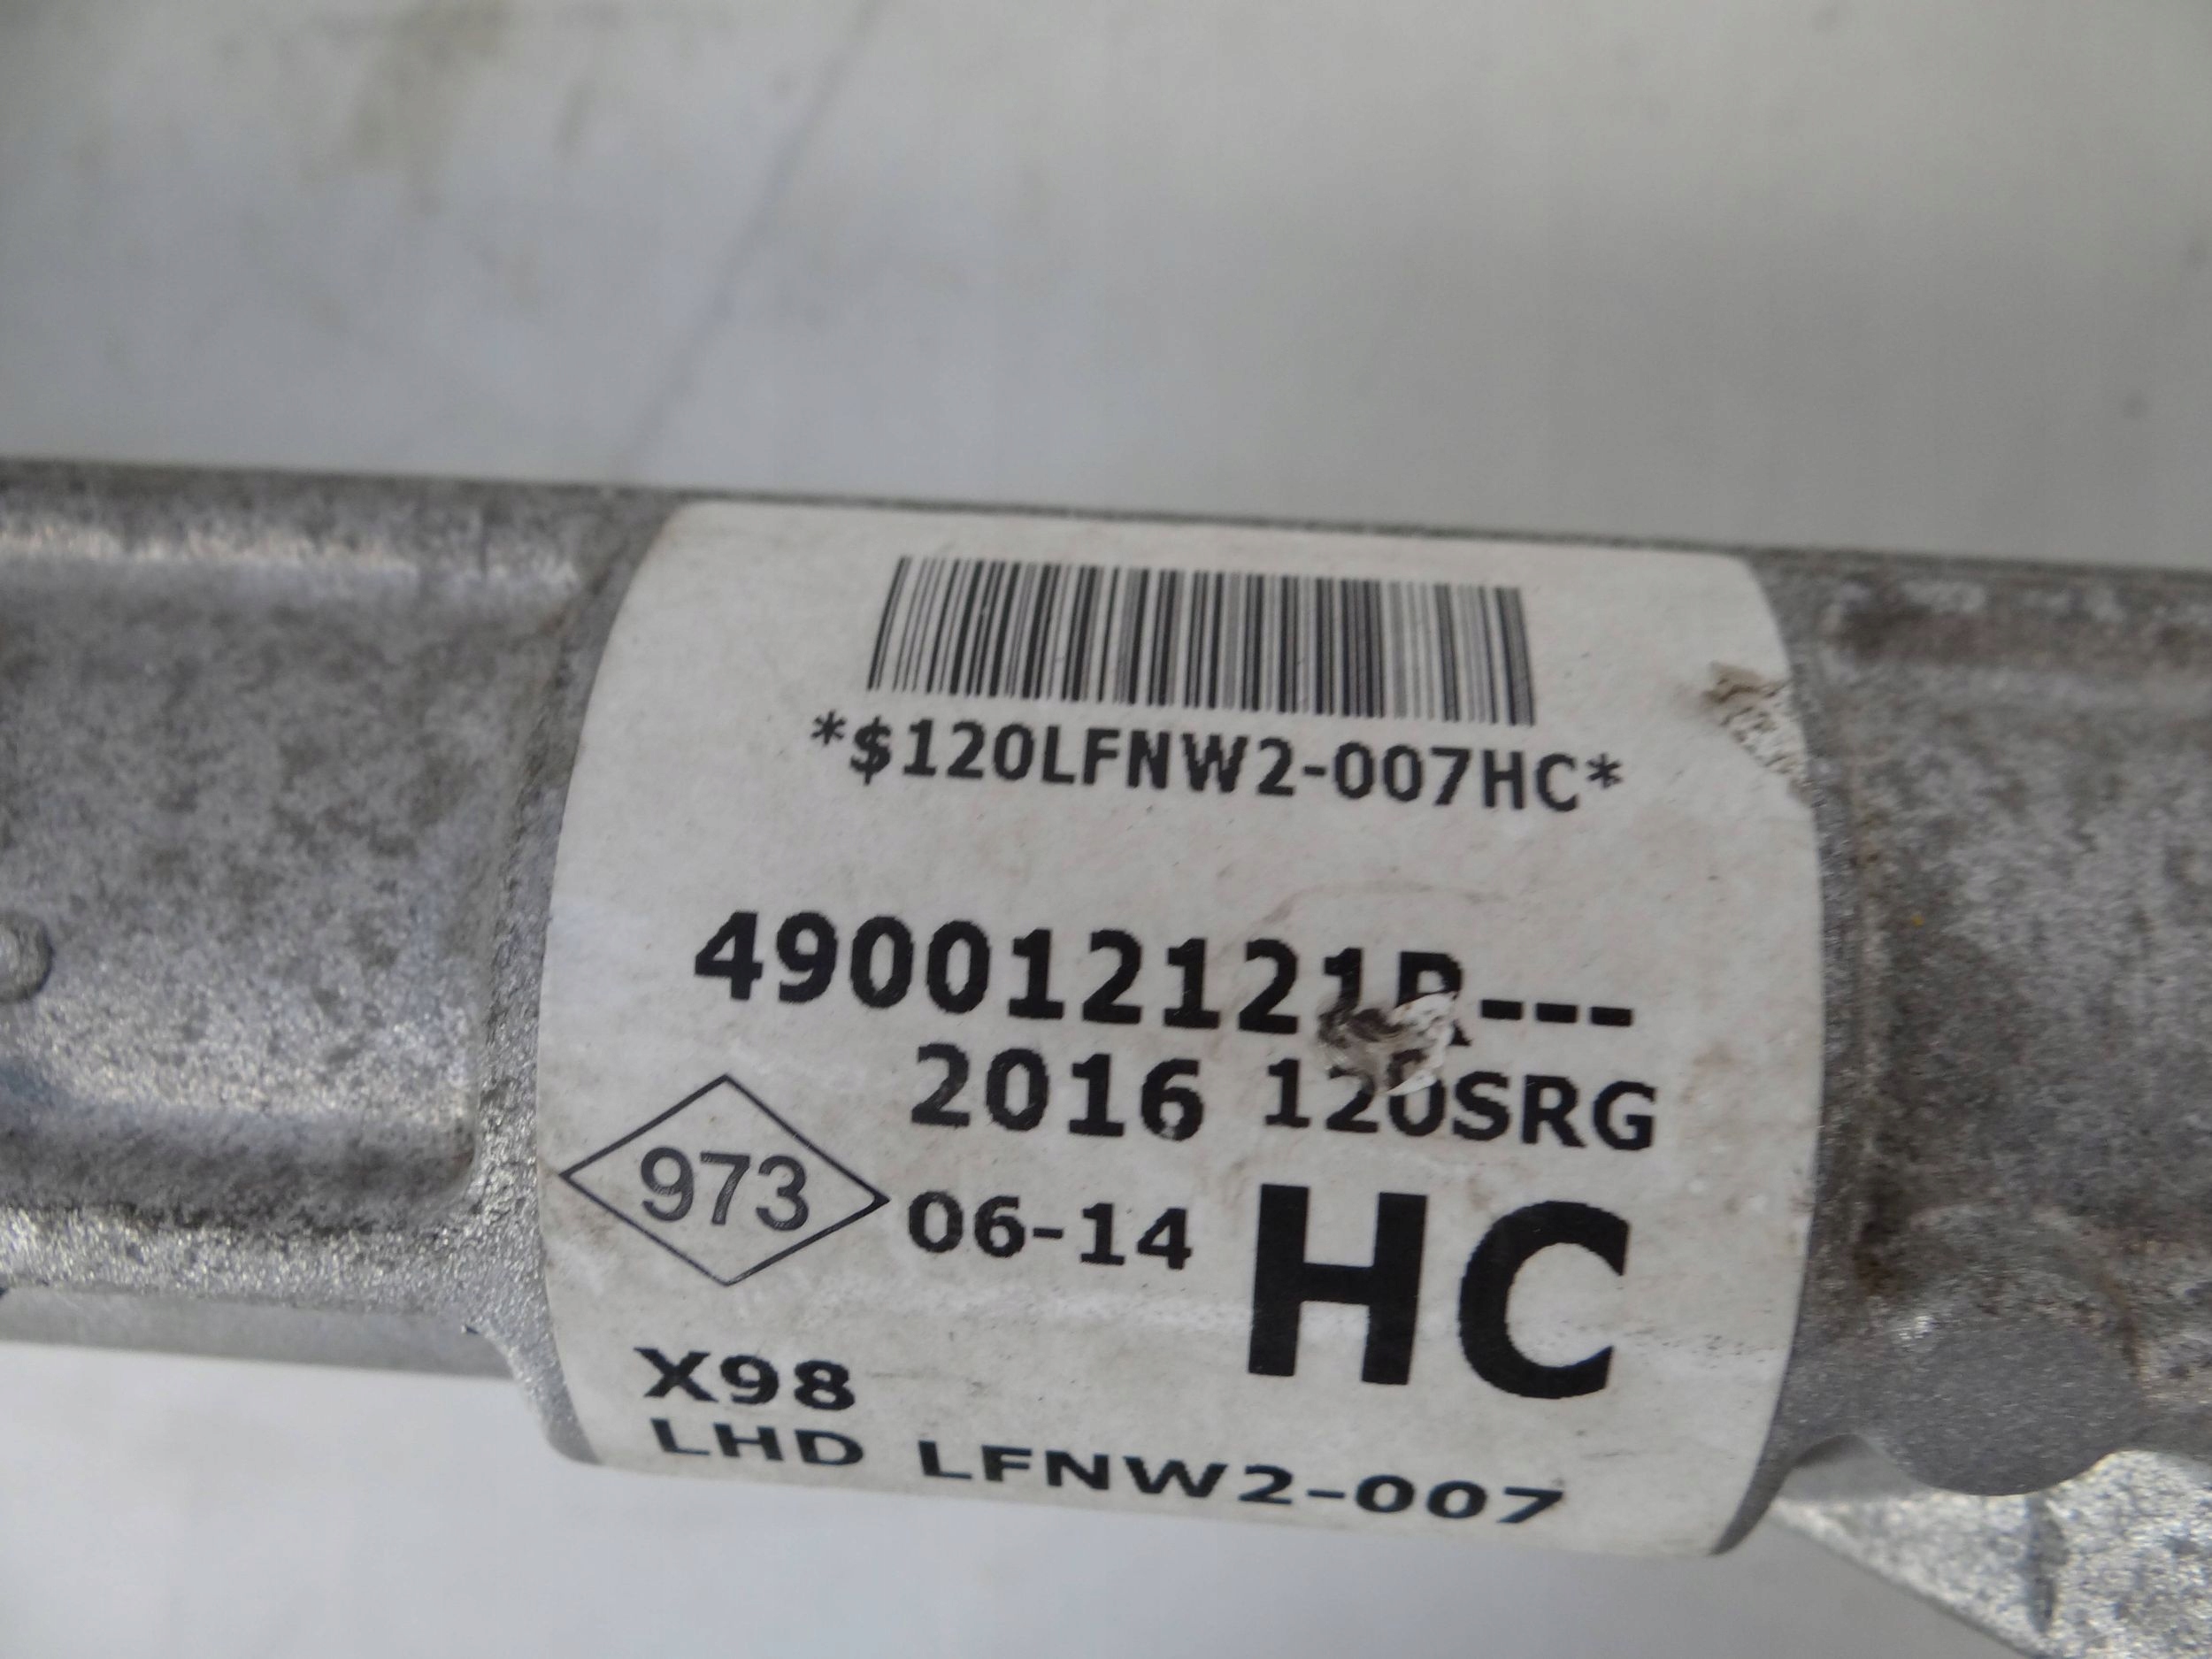 *$120LFNW2-007HC*
490012121R---
2016 120SRG
973 06-14 HC
X98
LHD LFNW2-007